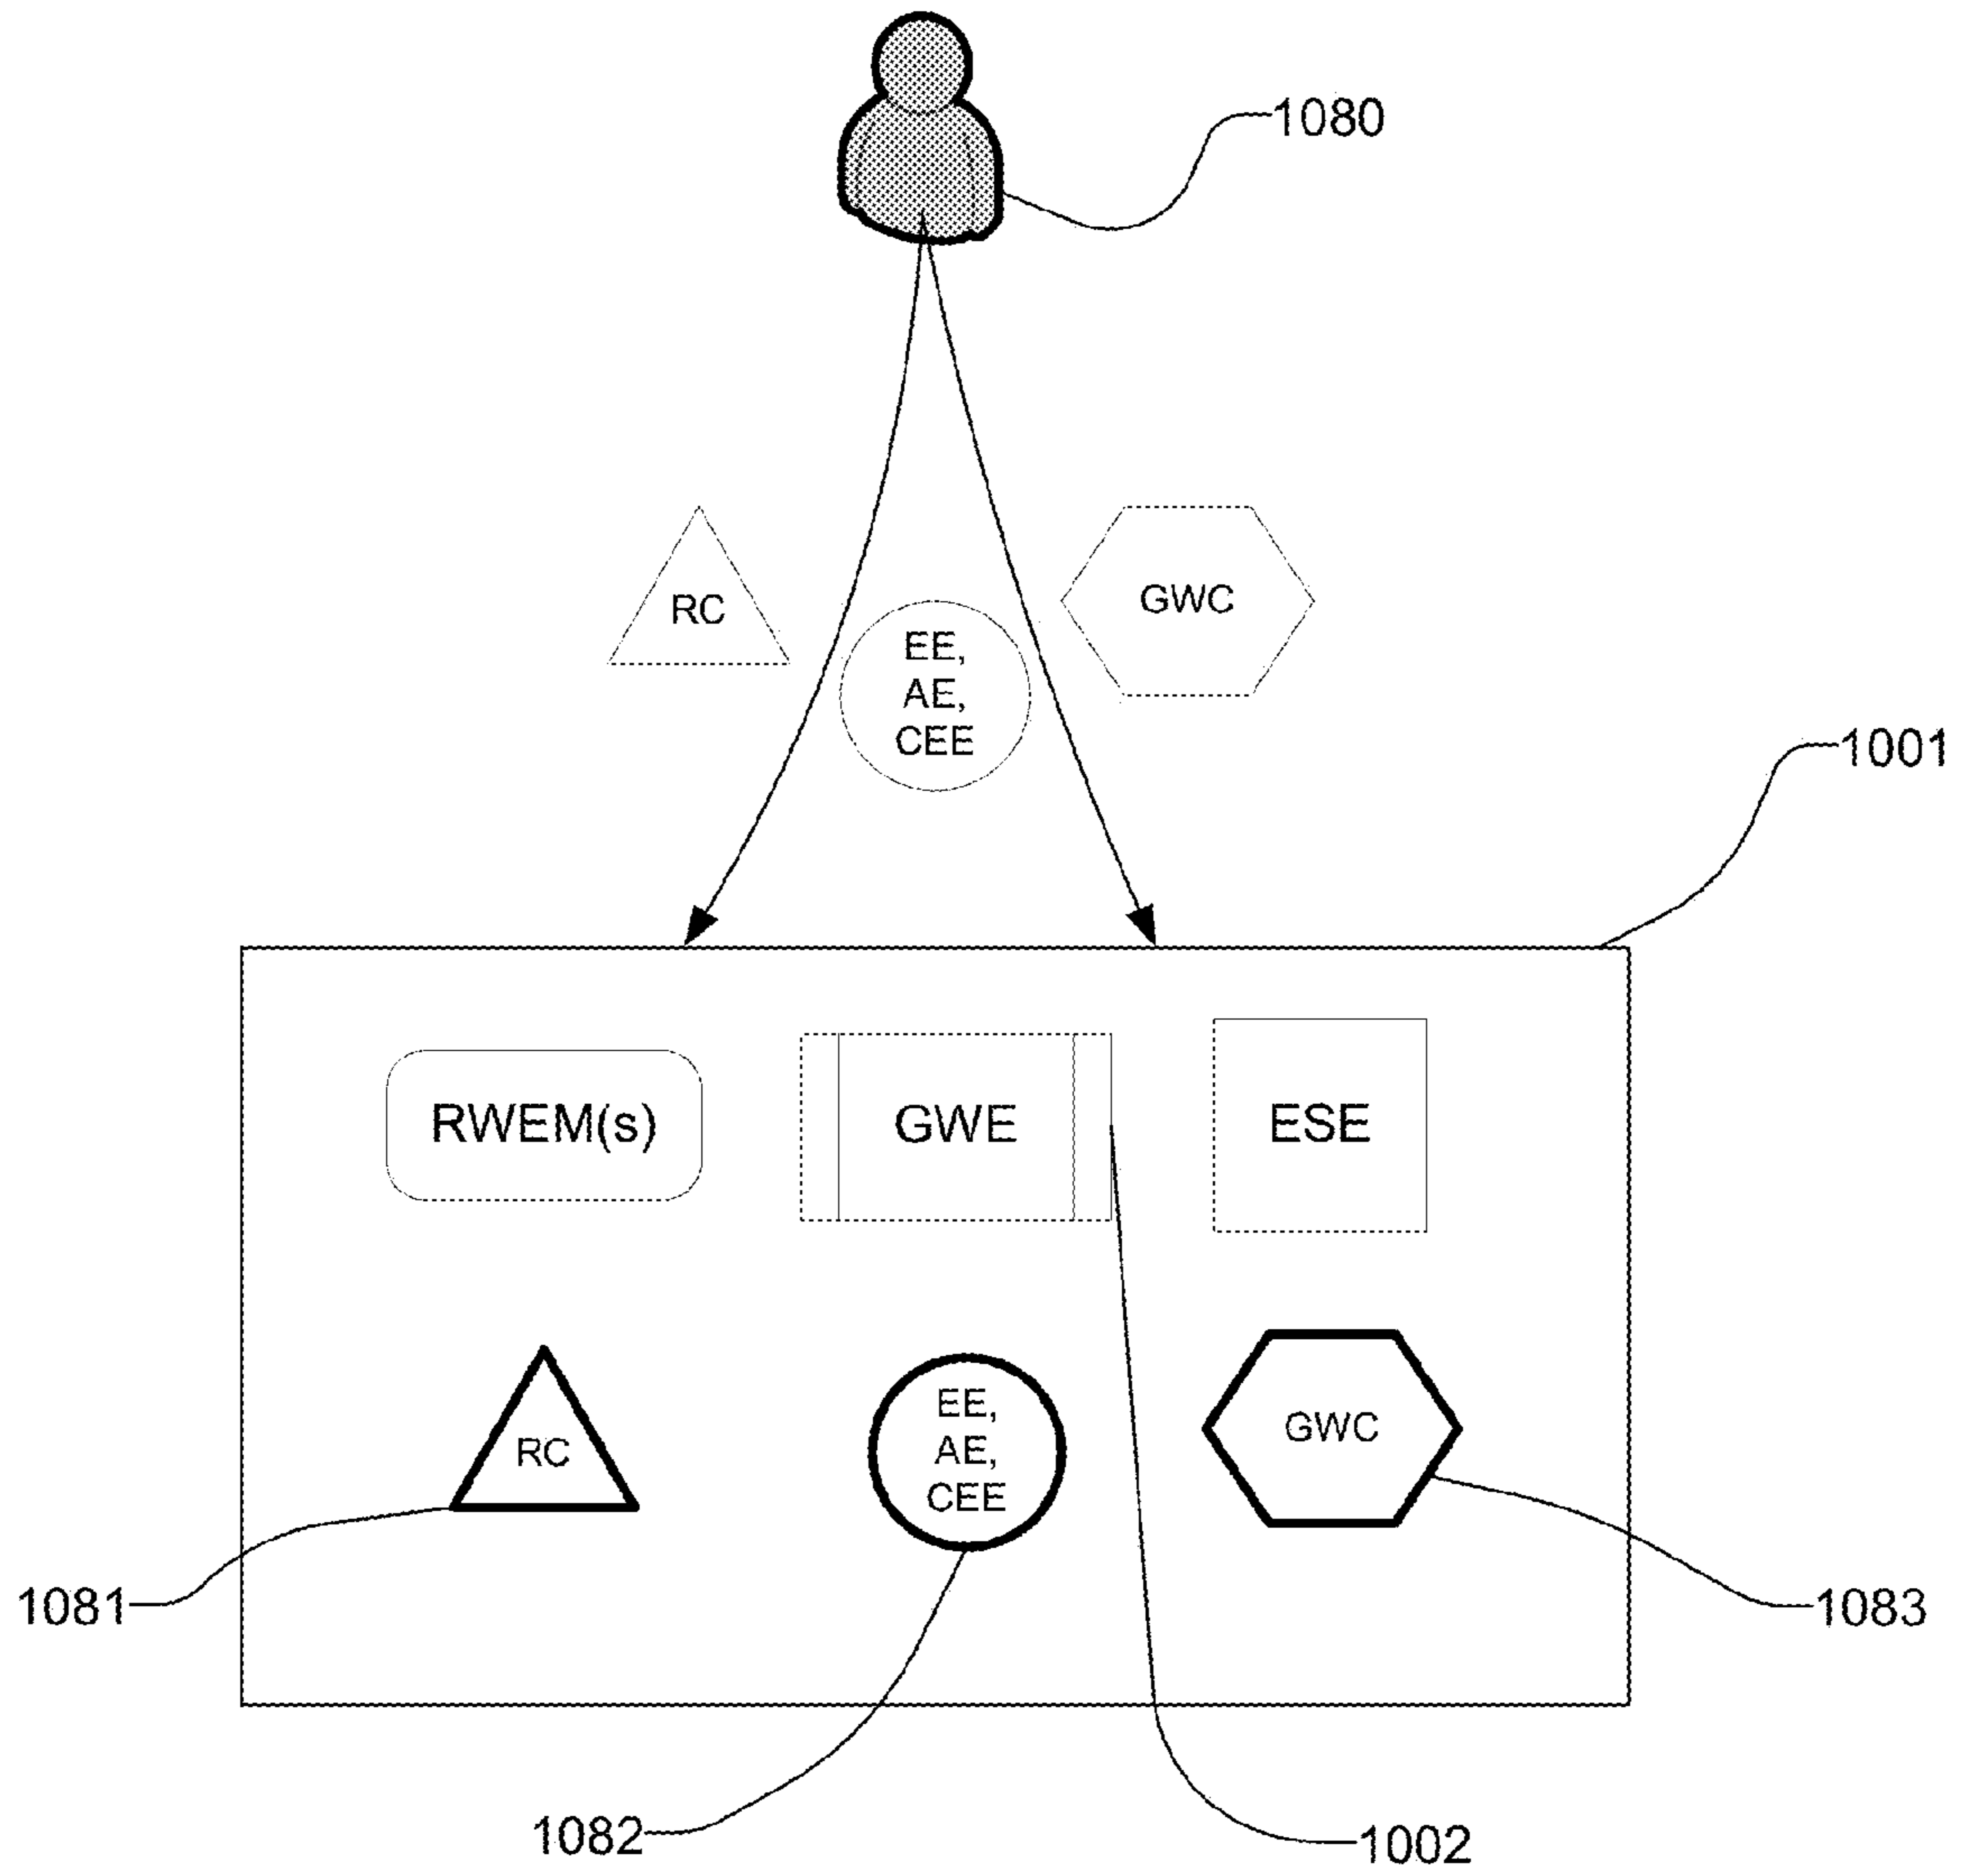 1080
RC
GWC
EE,
AE,
CEE
1001
RWEM(s)
GWE
ESE
RC
EE,
AE,
CEE
GWC
1081
1083
1082
1002